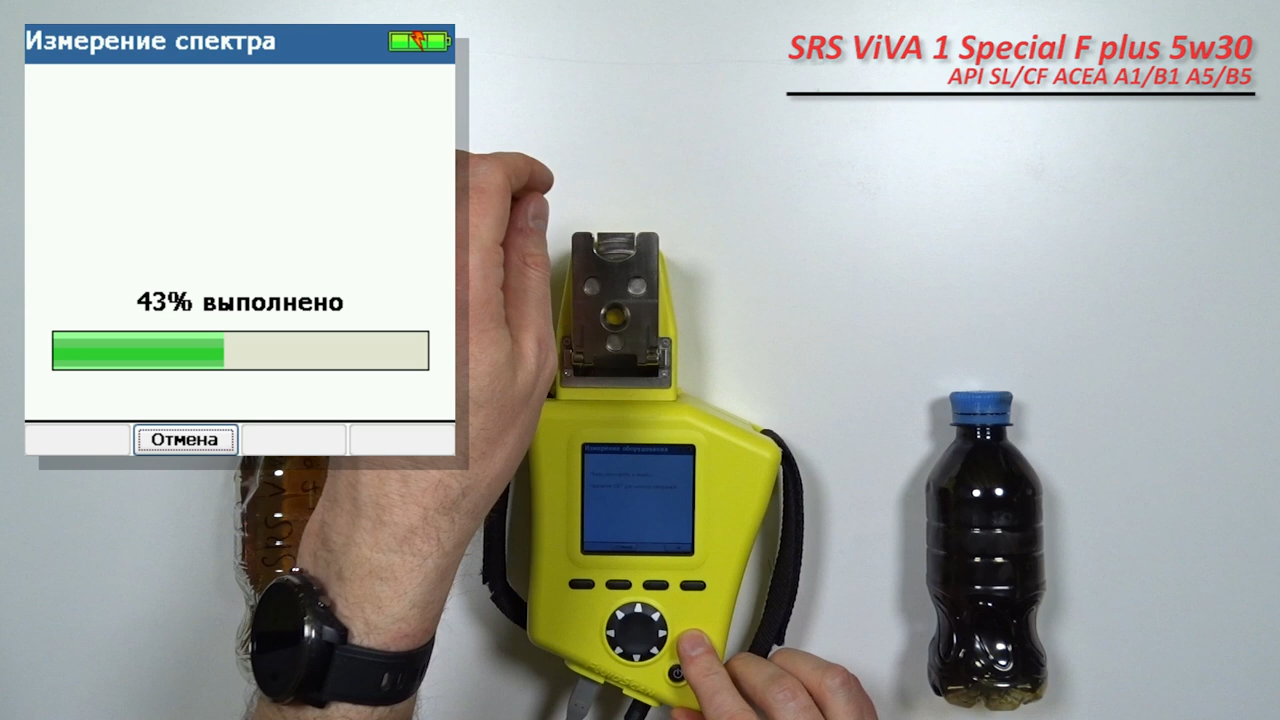 Измерение спектра
43% выполнено
Отмена
SRS ViVA 1 Special F plus 5w30
API SL/CF ACEA A1/B1 A5/B5
SRS V